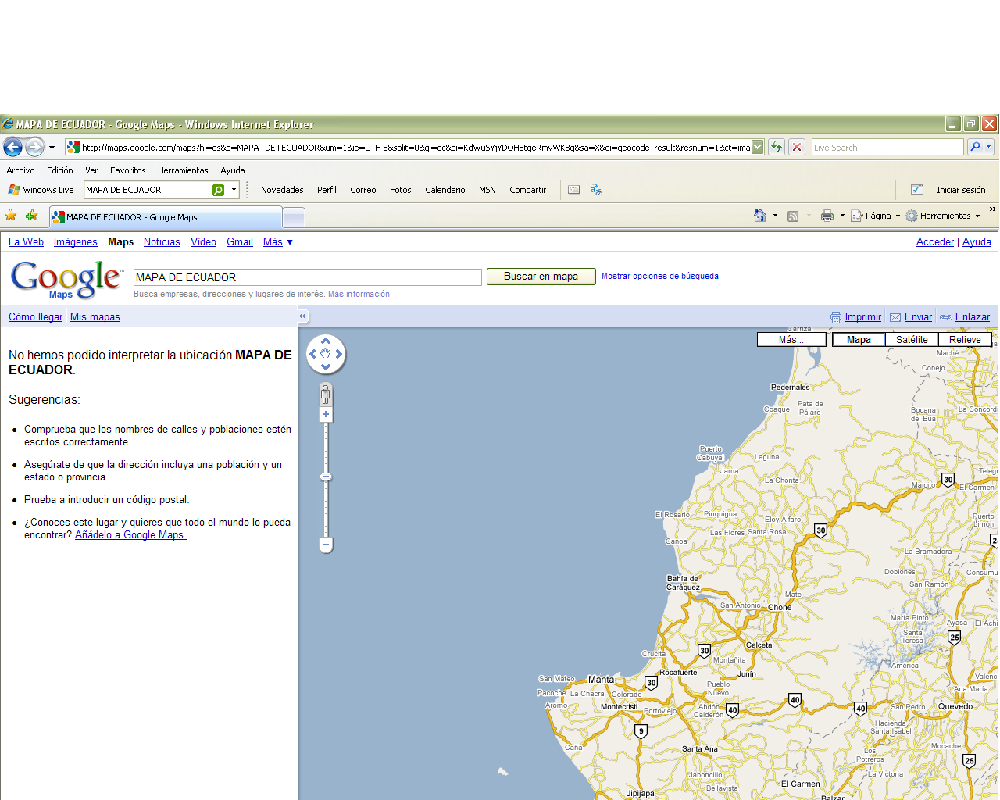 MAPA DE ECUADOR - Google Maps - Windows Internet Explorer
http://maps.google.com/maps?hl=es&q=MAPA+DE+ECUADOR&um=1&ie=UTF-8&split=0&gl=ec&ei=KdWuSYjYDOH8tgeRmvWKBg&sa=X&oi=geocode_result&resnum=1&ct=ima
Live Search
Archivo Edición Ver Favoritos Herramientas Ayuda
Windows Live MAPA DE ECUADOR Novedades Perfil Correo Fotos Calendario MSN Compartir Iniciar sesión
MAPA DE ECUADOR - Google Maps Página Herramientas
La Web Imágenes Maps Noticias Vídeo Gmail Más ▼ Acceder | Ayuda
Google™ Maps
MAPA DE ECUADOR Buscar en mapa Mostrar opciones de búsqueda
Busca empresas, direcciones y lugares de interés. Más información
Cómo llegar Mis mapas « Imprimir Enviar Enlazar
No hemos podido interpretar la ubicación MAPA DE
ECUADOR.
Sugerencias:
• Comprueba que los nombres de calles y poblaciones estén
escritos correctamente.
• Asegúrate de que la dirección incluya una población y un
estado o provincia.
• Prueba a introducir un código postal.
• ¿Conoces este lugar y quieres que todo el mundo lo pueda
encontrar? Añádelo a Google Maps.
Carrizal
Más... Mapa Satélite Relieve
Maché
Conejo
Pedernales
Coaque
Pata de
Pájaro
Bocana
del Bua
La Concordi
Puerto
Cabuyal
Laguna
Jama
La Chonta
Telegr
30
Maicito
El Carmen
El Rosario
Pinquigua
Eloy Alfaro
Puerto
Limón
Las Flores
Santa Rosa
30
Canoa
2
La Bramadora
Doblones
Consumu
Bahía de
Caráquez
San Ramón
Mate
San Antonio
Chone
María Pinto
Ayasa
El Achi
Santa
Teresa
25
Calceta
Crucita
30
Montañita
América
Rocafuerte
Junín
San Mateo
Manta
30
Valenc
Pacoche
La Chacra
Colorado
Pueblo
Nuevo
Ana María
Aromo
Montecristi
Portoviejo
Abdón
Calderón
40
40
40
San Pedro
Quevedo
9
Hacienda
Santa Isabel
Caña
Santa Ana
Los
Potreros
Mocache
25
Jaboncillo
La Victoria
Bellavista
El Carmen
Jipijapa
Balzar